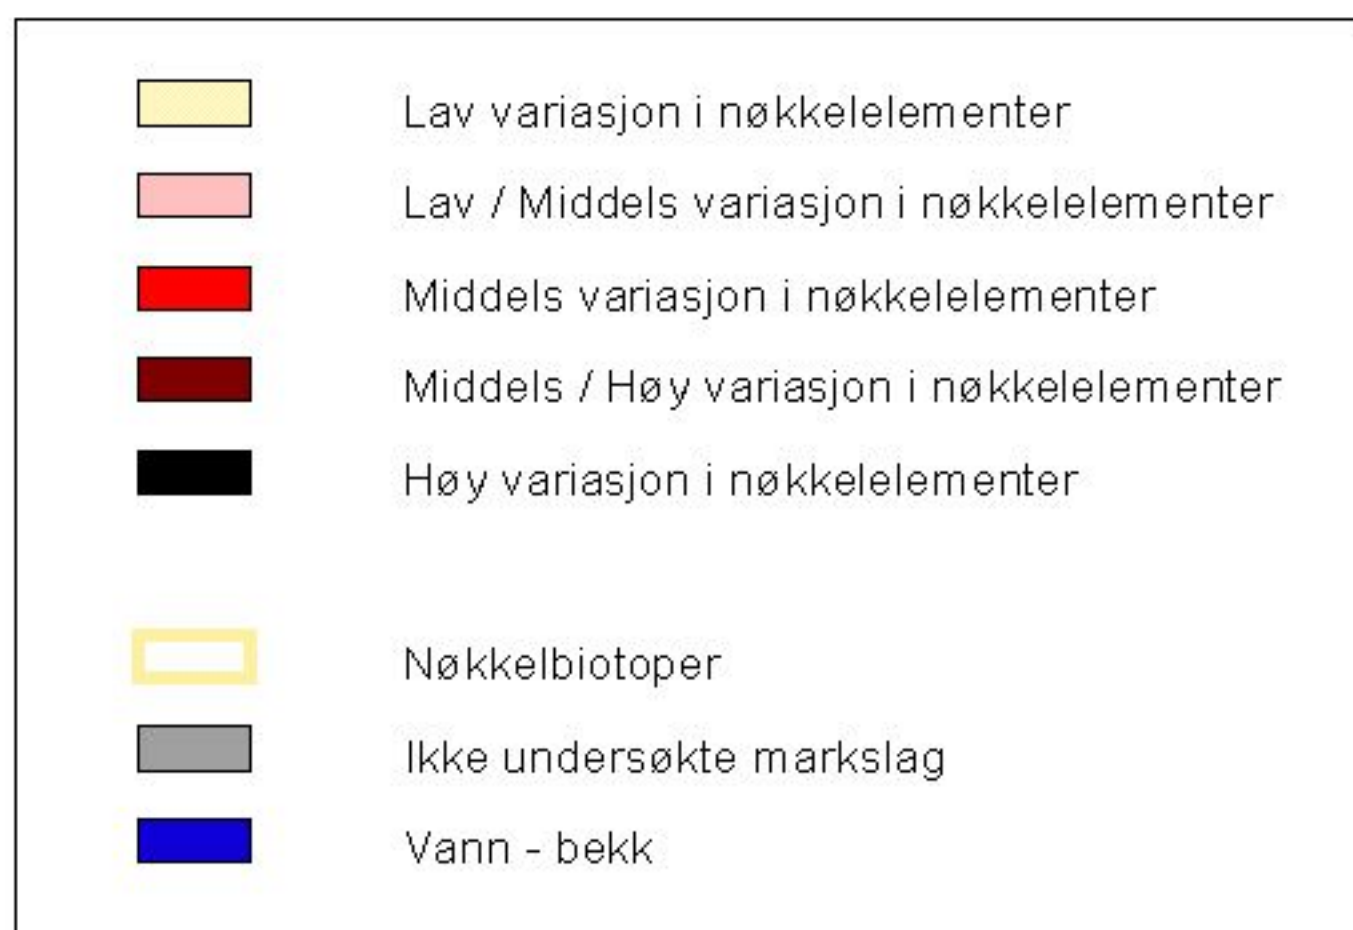 Lav variasjon i nøkkelelementer
Lav / Middels variasjon i nøkkelelementer
Middels variasjon i nøkkelelementer
Middels / Høy variasjon i nøkkelelementer
Høy variasjon i nøkkelelementer
Nøkkelbiotoper
Ikke undersøkte markslag
Vann - bekk